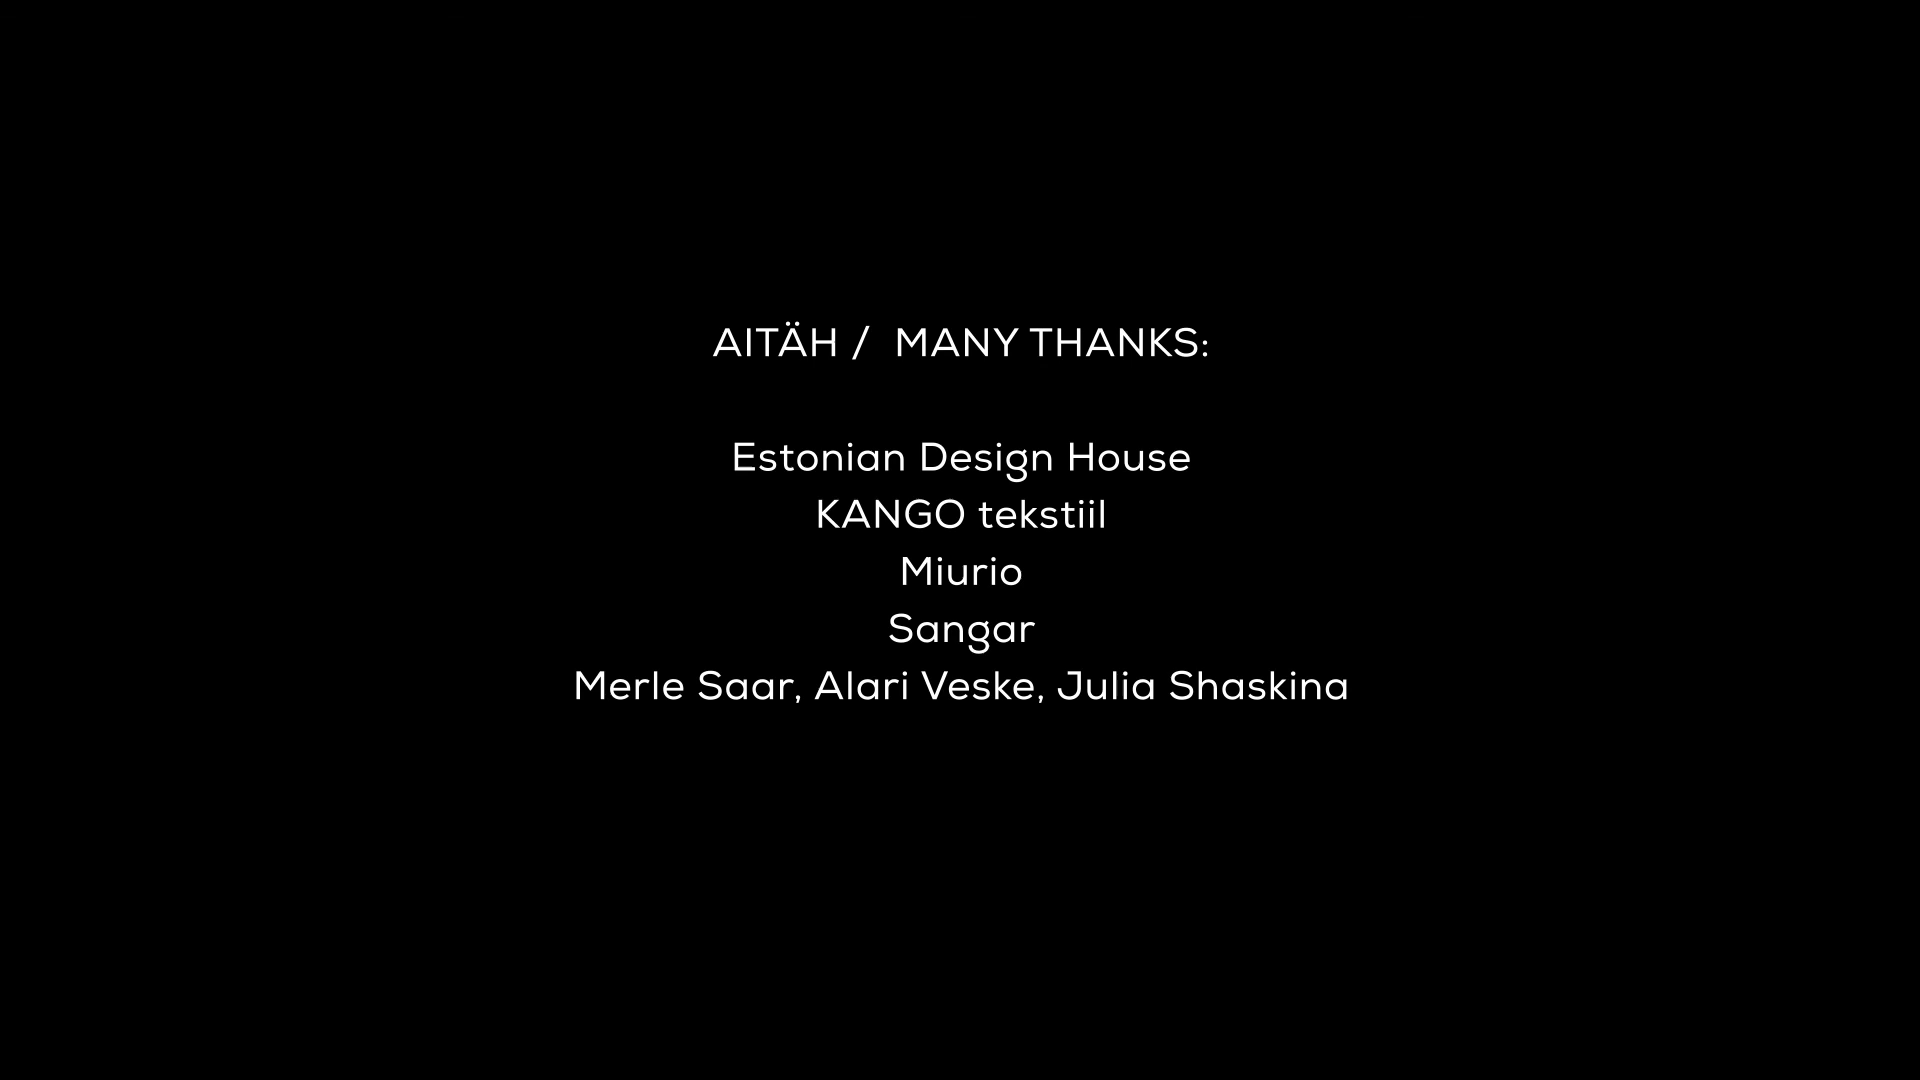 AITÄH /  MANY THANKS:
Estonian Design House
KANGO tekstiil
Miurio
Sangar
Merle Saar, Alari Veske, Julia Shaskina